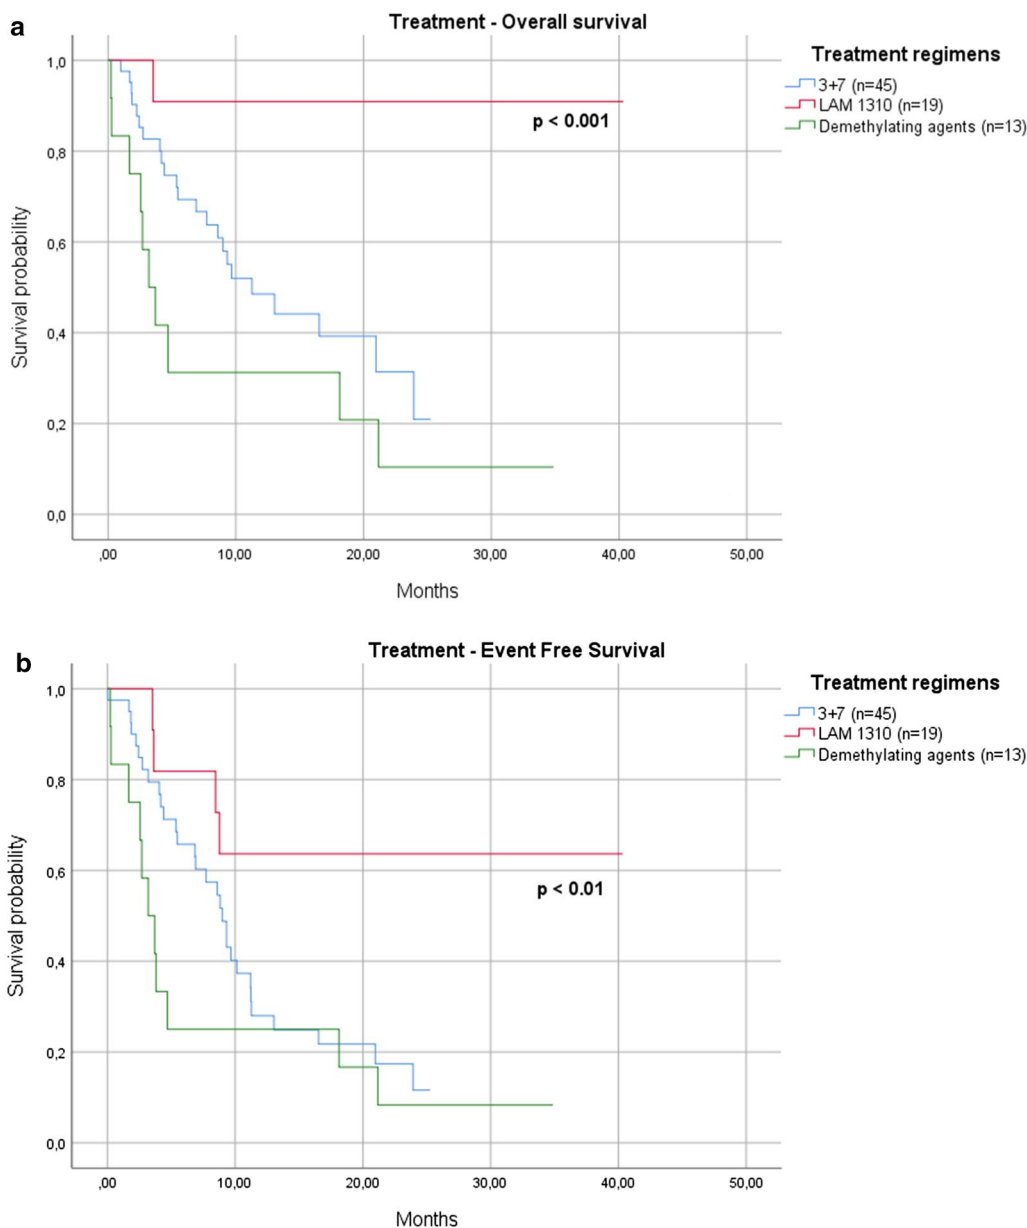 a
Treatment - Overall survival
Survival probability
1,0
0,8
0,6
0,4
0,2
0,0
p < 0.001
,00 10,00 20,00 30,00 40,00 50,00
Months
Treatment regimens
3+7 (n=45)
LAM 1310 (n=19)
Demethylating agents (n=13)
b
Treatment - Event Free Survival
Survival probability
1,0
0,8
0,6
0,4
0,2
0,0
p < 0.01
,00 10,00 20,00 30,00 40,00 50,00
Months
Treatment regimens
3+7 (n=45)
LAM 1310 (n=19)
Demethylating agents (n=13)